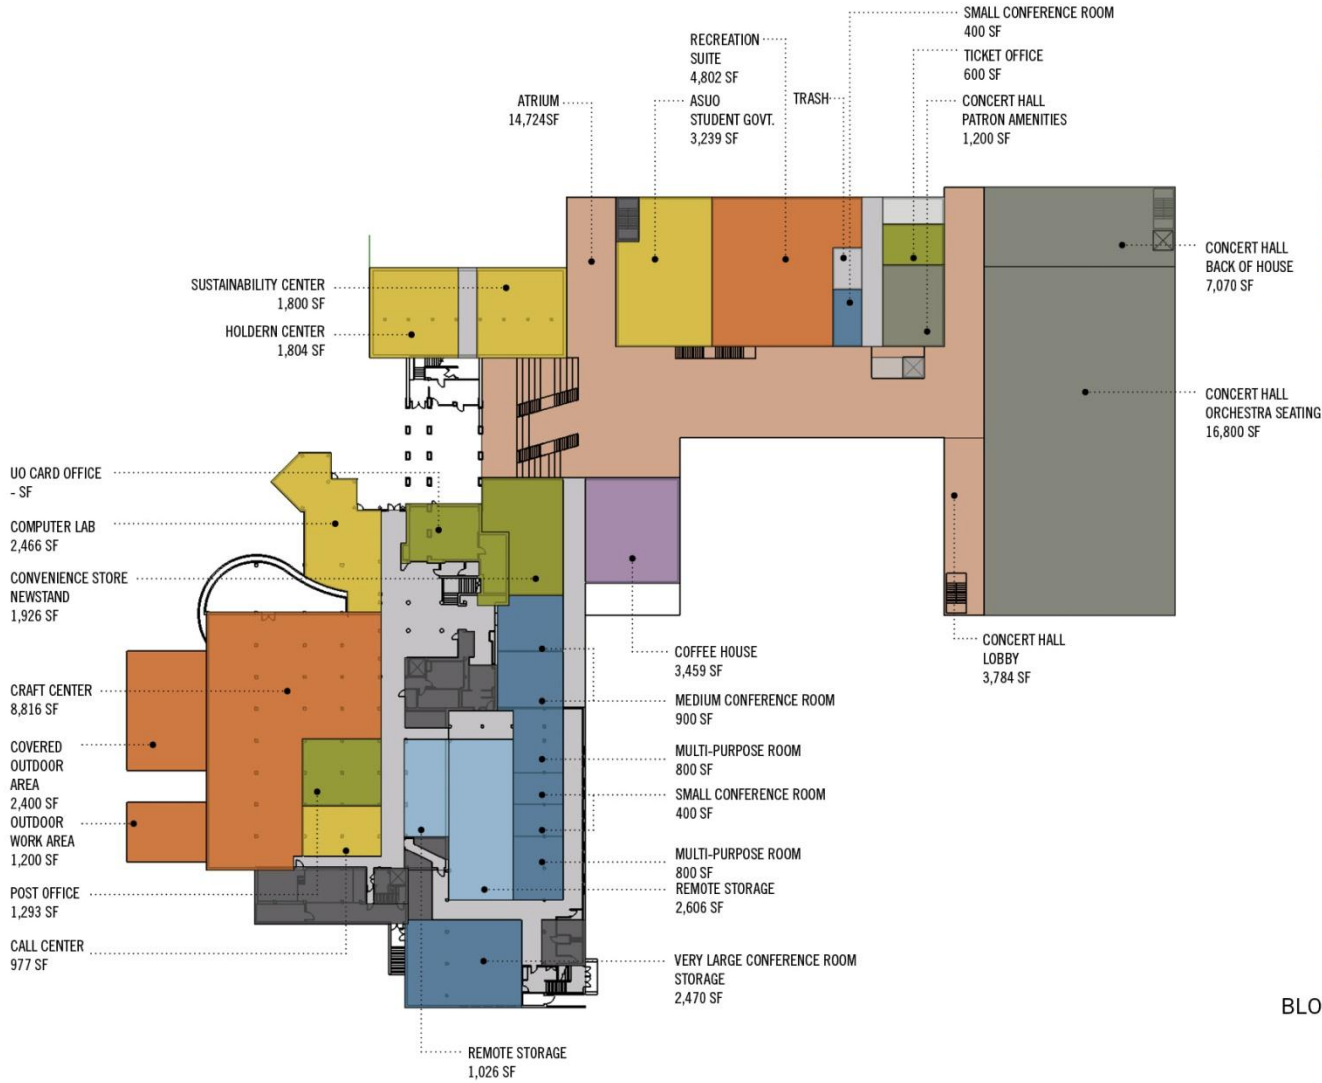 SMALL CONFERENCE ROOM
400 SF
RECREATION
SUITE
4,802 SF
TICKET OFFICE
600 SF
ATRIUM
14,724SF
ASUO
STUDENT GOVT.
3,239 SF
TRASH
CONCERT HALL
PATRON AMENITIES
1,200 SF
CONCERT HALL
BACK OF HOUSE
7,070 SF
SUSTAINABILITY CENTER
1,800 SF
HOLDERN CENTER
1,804 SF
CONCERT HALL
ORCHESTRA SEATING
16,800 SF
UO CARD OFFICE
- SF
COMPUTER LAB
2,466 SF
CONVENIENCE STORE
NEWSTAND
1,926 SF
COFFEE HOUSE
3,459 SF
CONCERT HALL
LOBBY
3,784 SF
CRAFT CENTER
8,816 SF
MEDIUM CONFERENCE ROOM
900 SF
COVERED
OUTDOOR
AREA
2,400 SF
MULTI-PURPOSE ROOM
800 SF
SMALL CONFERENCE ROOM
400 SF
OUTDOOR
WORK AREA
1,200 SF
MULTI-PURPOSE ROOM
800 SF
POST OFFICE
1,293 SF
REMOTE STORAGE
2,606 SF
CALL CENTER
977 SF
VERY LARGE CONFERENCE ROOM
STORAGE
2,470 SF
BLO
REMOTE STORAGE
1,026 SF